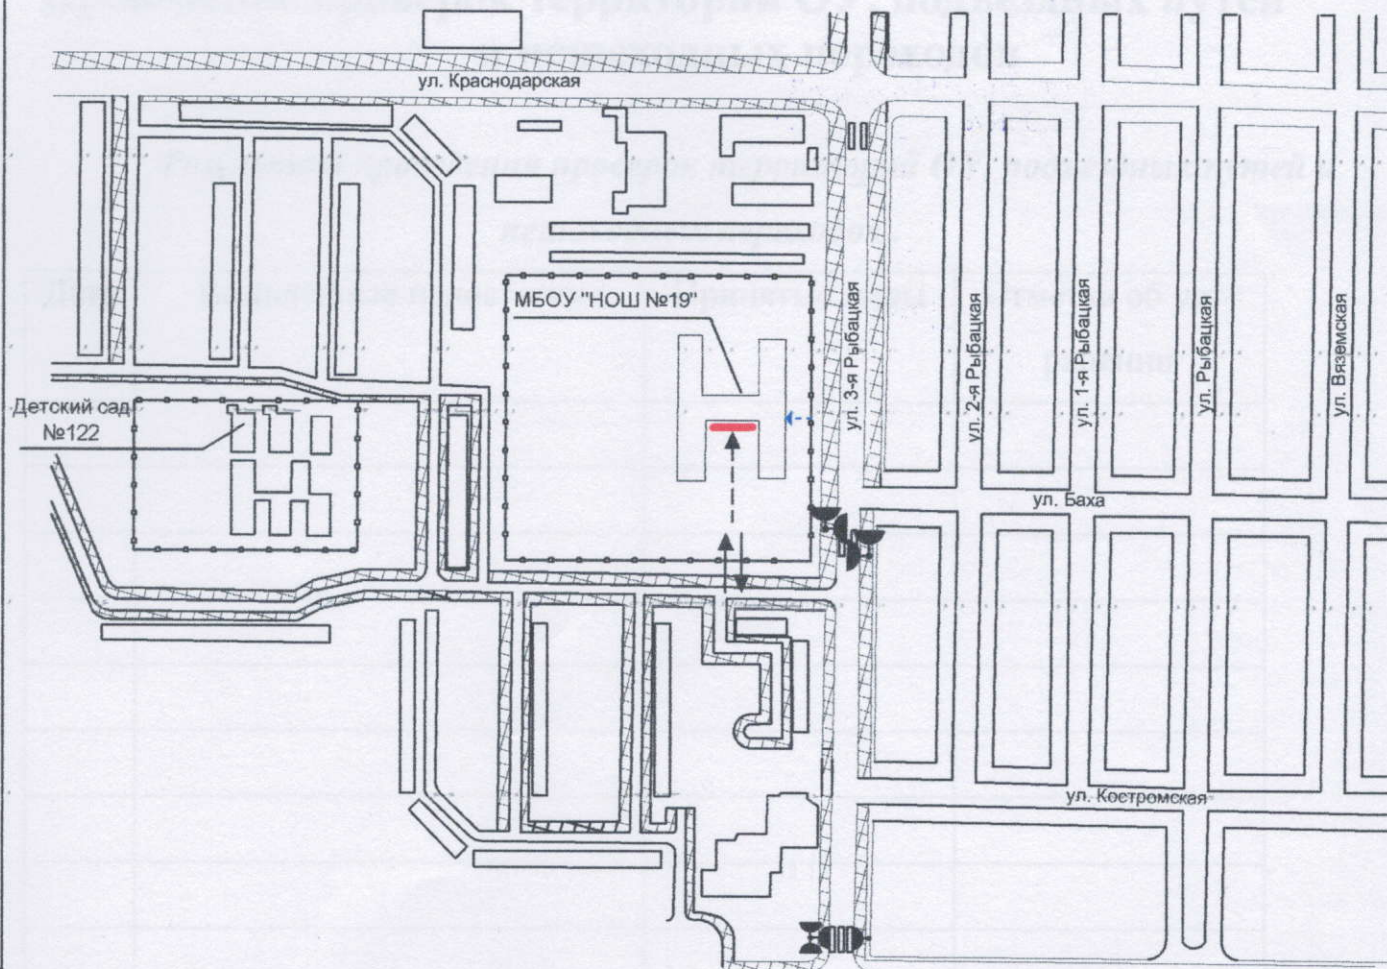 ул. Краснодарская
МБОУ "НОШ №19"
ул. 3-я Рыбацкая
ул. 2-я Рыбацкая
ул. 1-я Рыбацкая
ул. Рыбацкая
ул. Вяземская
Детский сад
№122
ул. Баха
ул. Костромская